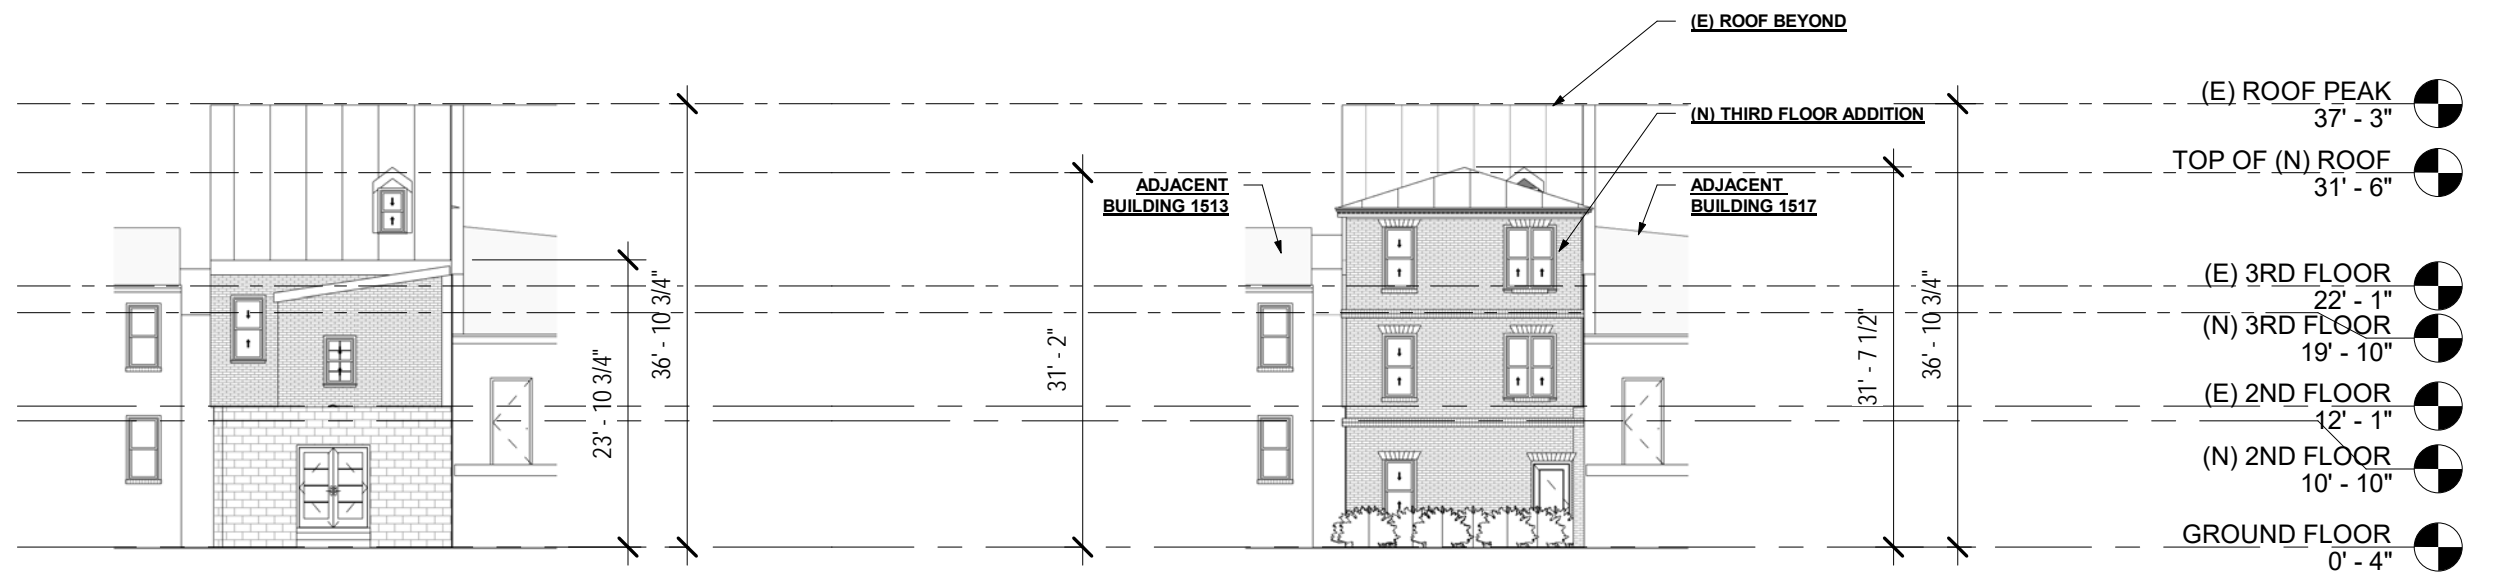 (E) ROOF BEYOND
(E) ROOF PEAK
37' - 3"
(N) THIRD FLOOR ADDITION
TOP OF (N) ROOF
31' - 6"
ADJACENT
BUILDING 1513
ADJACENT
BUILDING 1517
(E) 3RD FLOOR
22' - 1"
(N) 3RD FLOOR
19' - 10"
23' - 10 3/4"
36' - 10 3/4"
31' - 2"
31' - 7 1/2"
36' - 10 3/4"
(E) 2ND FLOOR
12' - 1"
(N) 2ND FLOOR
10' - 10"
GROUND FLOOR
0' - 4"